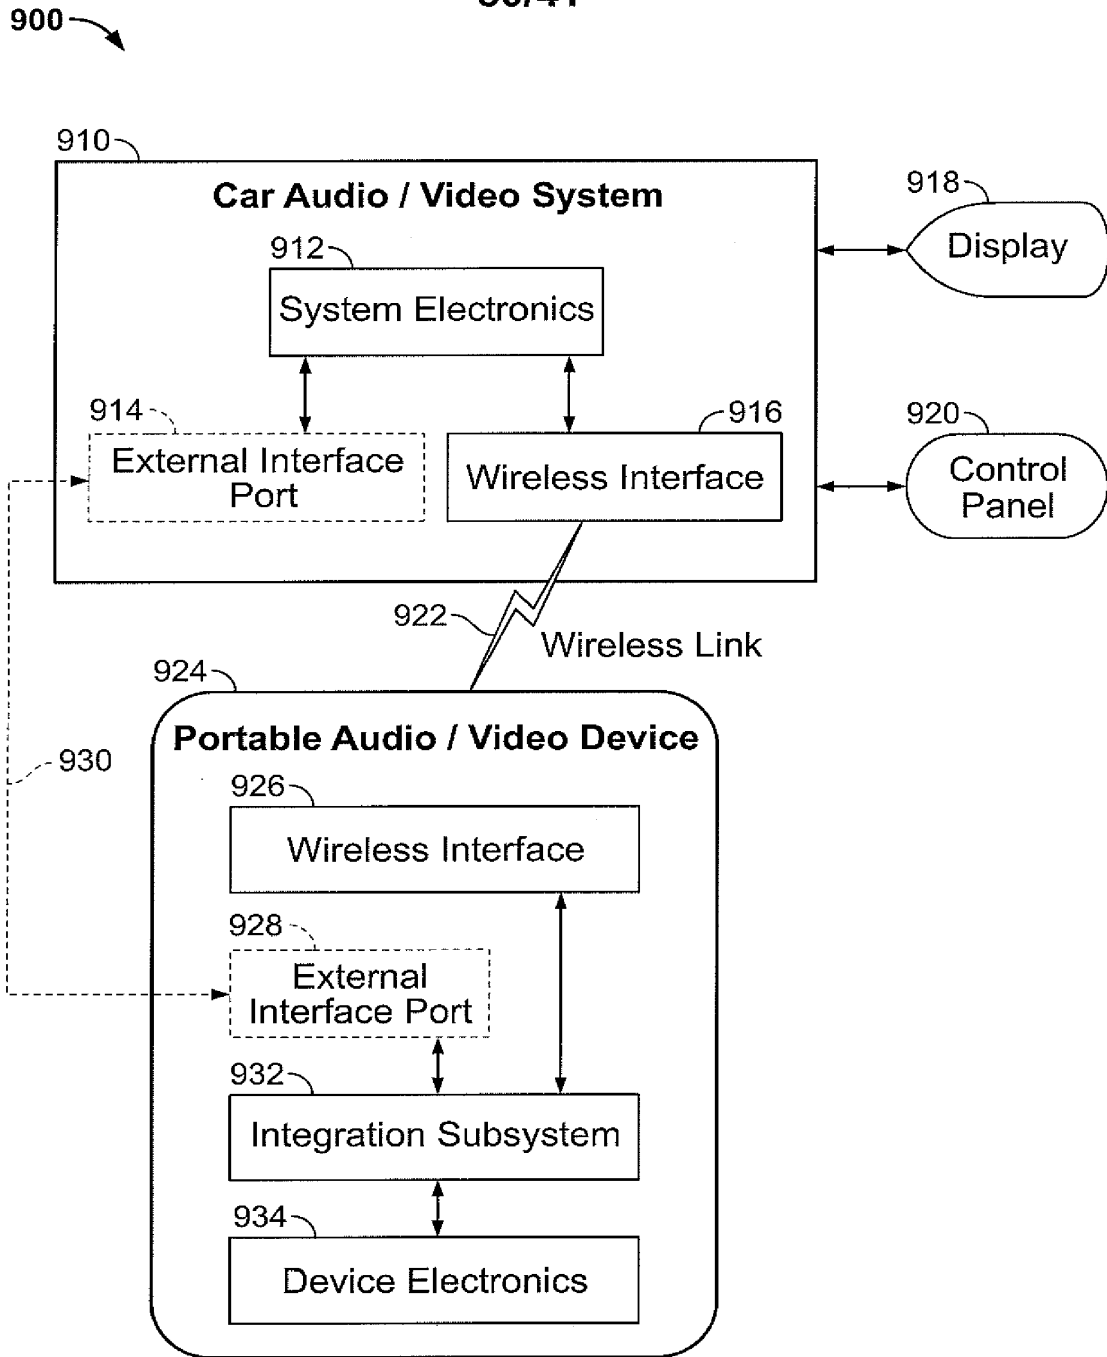 900
910
Car Audio / Video System
918
Display
912
System Electronics
914
External Interface
Port
916
Wireless Interface
920
Control
Panel
922
Wireless Link
924
Portable Audio / Video Device
930
926
Wireless Interface
928
External
Interface Port
932
Integration Subsystem
934
Device Electronics